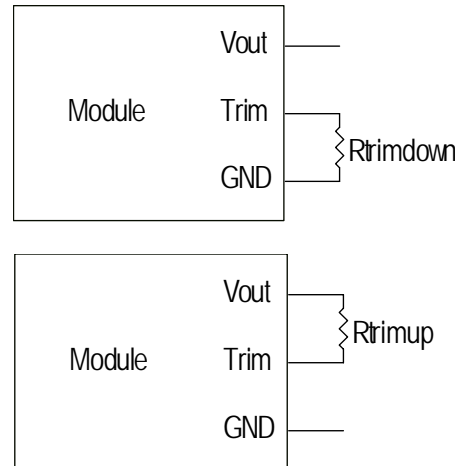 Vout
Module Trim
Rtrimdown
GND
Vout
Rtrimup
Module Trim
GND